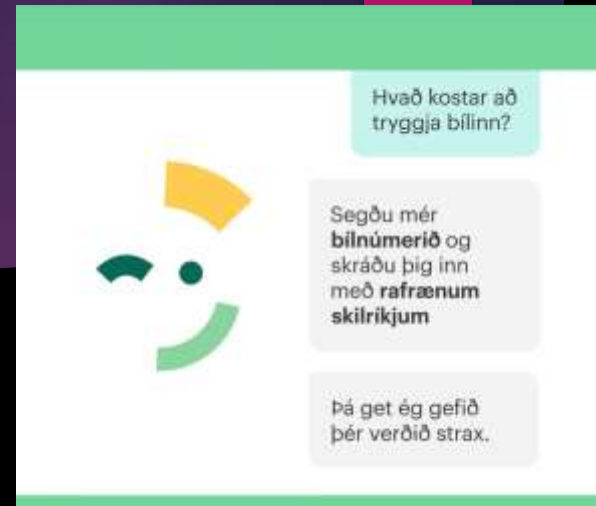 Hvað kostar að
tryggja bílinn?
Segðu mér
bílnúmerið og
skráðu þig inn
með rafrænum
skilríkjum
Þá get ég gefið
þér verðið strax.